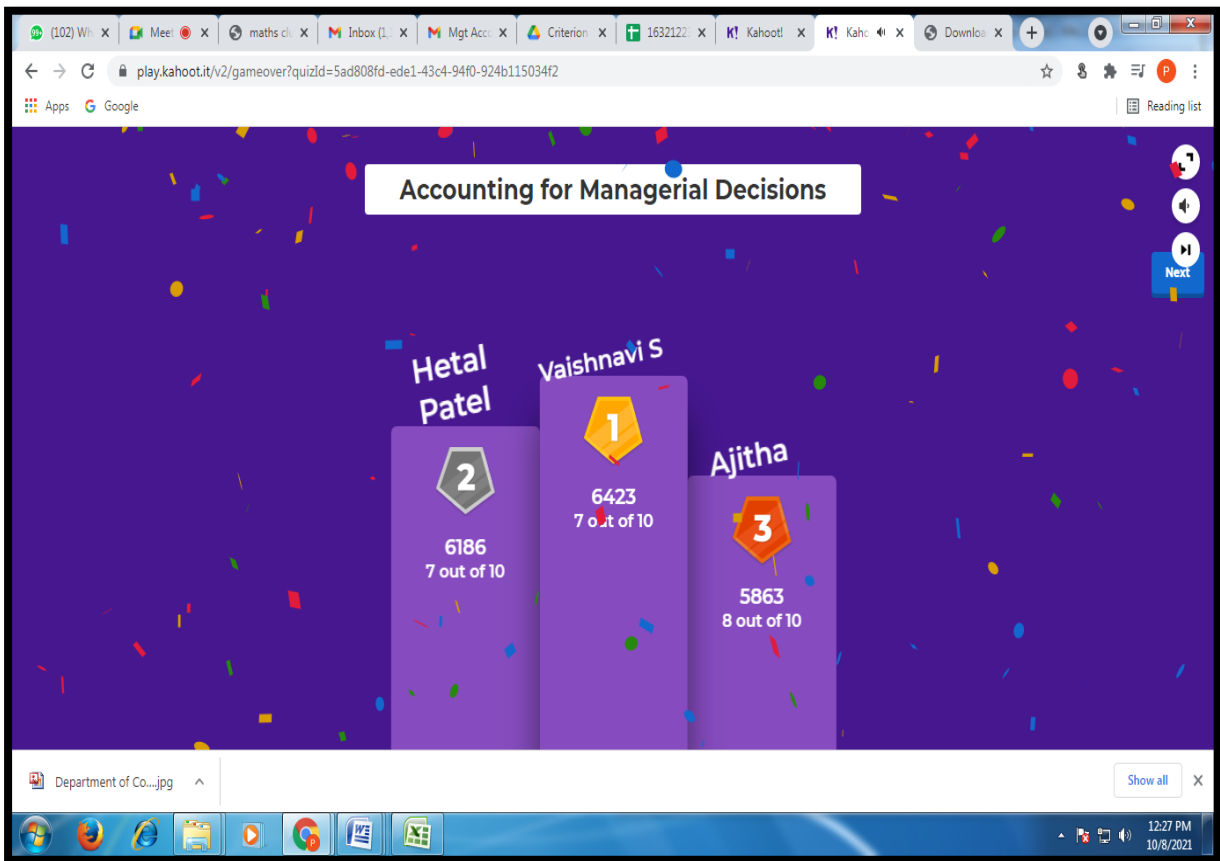 (102) Wh
Meet
maths cl
Inbox (1,
Mgt Acco
Criterion
1632122
K! Kahoot!
K! Kaho
Downloa
play.kahoot.it/v2/gameover?quizId=5ad808fd-ede1-43c4-94f0-924b115034f2
P
Apps
Google
Reading list
Accounting for Managerial Decisions
Next
Hetal
Patel
2
6186
7 out of 10
Vaishnavi S
1
6423
7 out of 10
Ajitha
3
5863
8 out of 10
Department of Co....jpg
Show all
12:27 PM
10/8/2021